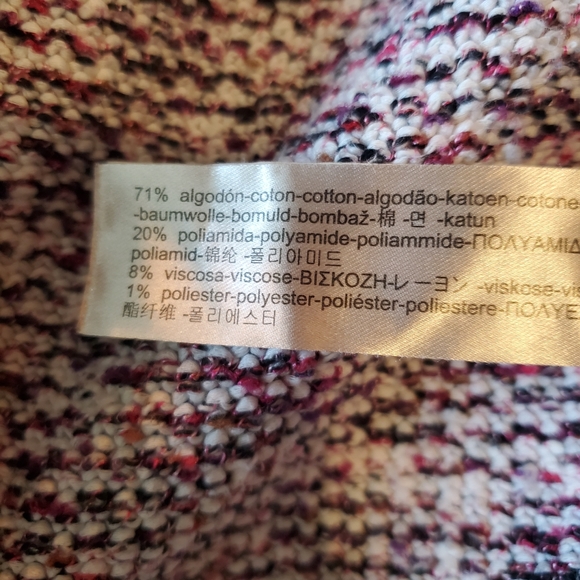 71% algodón-coton-cotton-algodão-katoen-cotone-
-baumwolle-bomuld-bombaž-棉 -면 -katun
20% poliamida-polyamide-poliammide-ΠΟΛΥΑΜΙΔ
poliamid-锦纶 -폴리아미드
8% viscosa-viscose-ΒΙΣΚΟΖΗ-レーヨン -viskose-vis
1% poliester-polyester-poliéster-poliestere-ΠΟΛΥΕ
酯纤维 -폴리에스터